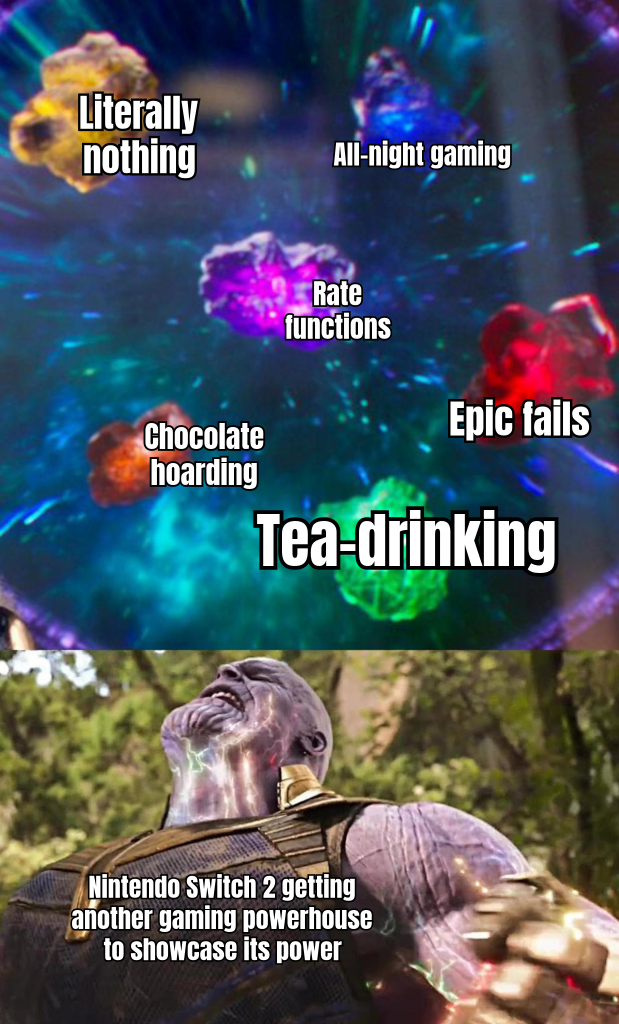 Literally
nothing
All-night gaming
Rate
functions
Epic fails
Chocolate
hoarding
Tea-drinking
Nintendo Switch 2 getting
another gaming powerhouse
to showcase its power